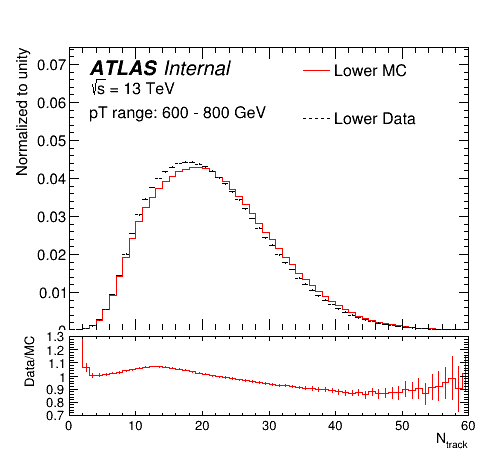 Normalized to unity
0.07
0.06
0.05
0.04
0.03
0.02
0.01
0
ATLAS Internal
√s = 13 TeV
pT range: 600 - 800 GeV
Lower MC
Lower Data
Data/MC
1.3
1.2
1.1
1
0.9
0.8
0.7
0 10 20 30 40 50 60
N_track